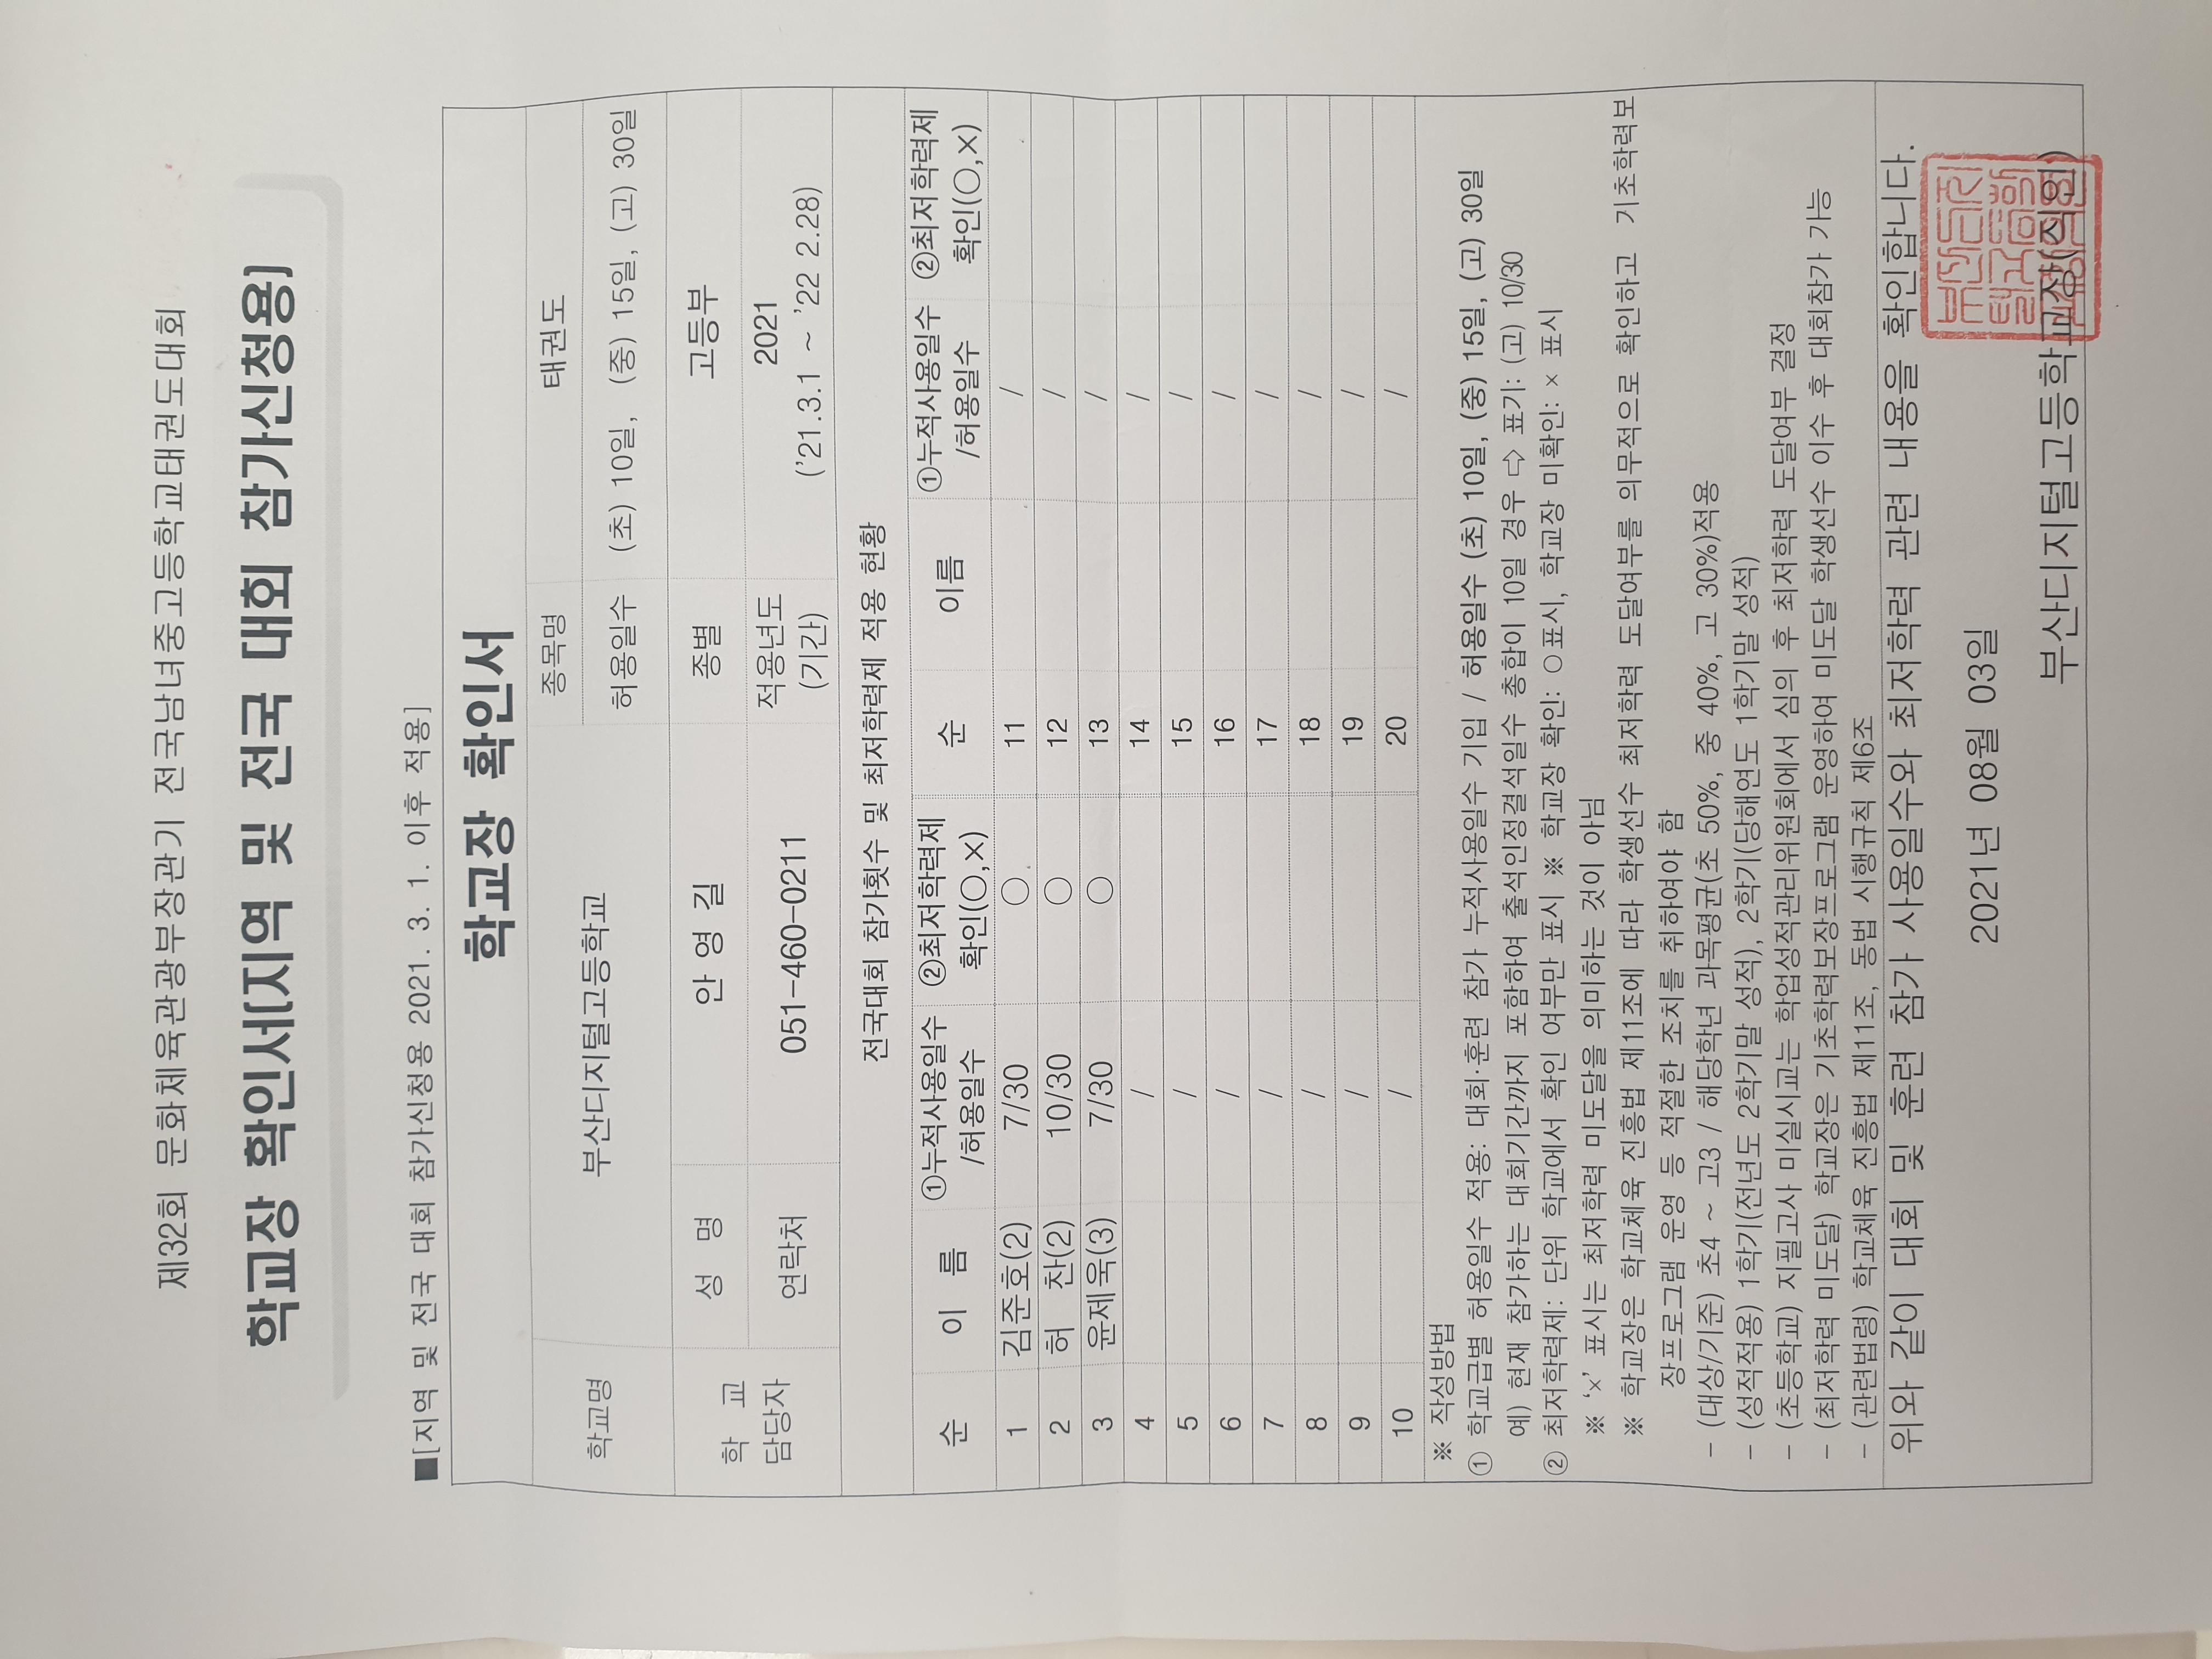 제32회 문화체육관광부장관기 전국남녀중고등학교태권도대회
학교장 확인서[지역 및 전국 대회 참가신청용]
■[지역 및 전국 대회 참가신청용 2021. 3. 1. 이후 적용]
학교장 확인서
학교명 부산디지털고등학교 종목명 태권도
허용일수 (초) 10일, (중) 15일, (고) 30일
학 교 담당자 성 명 안 영 길 종별 고등부
연락처 051-460-0211 적용년도 (기간) 2021 ('21.3.1 ~ '22 2.28)
전국대회 참가횟수 및 최저학력제 적용 현황
순 이 름 ①누적사용일수 /허용일수 ②최저학력제 확인(○,×) 순 이름 ①누적사용일수 /허용일수 ②최저학력제 확인(○,×)
1 김준호(2) 7/30 ○ 11 /
2 허 찬(2) 10/30 ○ 12 /
3 윤제욱(3) 7/30 ○ 13 /
4 / 14 /
5 / 15 /
6 / 16 /
7 / 17 /
8 / 18 /
9 / 19 /
10 / 20 /
※ 작성방법
① 학교급별 허용일수 적용: 대회·훈련 참가 누적사용일수 기입 / 허용일수 (초) 10일, (중) 15일, (고) 30일
예) 현재 참가하는 대회기간까지 포함하여 출석인정결석일수 총합이 10일 경우 ⇨ 표기: (고) 10/30
② 최저학력제: 단위 학교에서 확인 여부만 표시 ※ 학교장 확인: ○표시, 학교장 미확인: × 표시
※ '×' 표시는 최저학력 미도달을 의미하는 것이 아님
※ 학교장은 학교체육 진흥법 제11조에 따라 학생선수 최저학력 도달여부를 의무적으로 확인하고 기초학력보
장프로그램 운영 등 적절한 조치를 취하여야 함
- (대상/기준) 초4 ~ 고3 / 해당학년 과목평균(초 50%, 중 40%, 고 30%)적용
- (성적적용) 1학기(전년도 2학기말 성적), 2학기(당해연도 1학기말 성적)
- (초등학교) 지필고사 미실시교는 학업성적관리위원회에서 심의 후 최저학력 도달여부 결정
- (최저학력 미도달) 학교장은 기초학력보장프로그램 운영하여 미도달 학생선수 이수 후 대회참가 가능
- (관련법령) 학교체육 진흥법 제11조, 동법 시행규칙 제6조
위와 같이 대회 및 훈련 참가 사용일수와 최저학력 관련 내용을 확인합니다.
2021년 08월 03일
부산디지털고등학교장(직인)